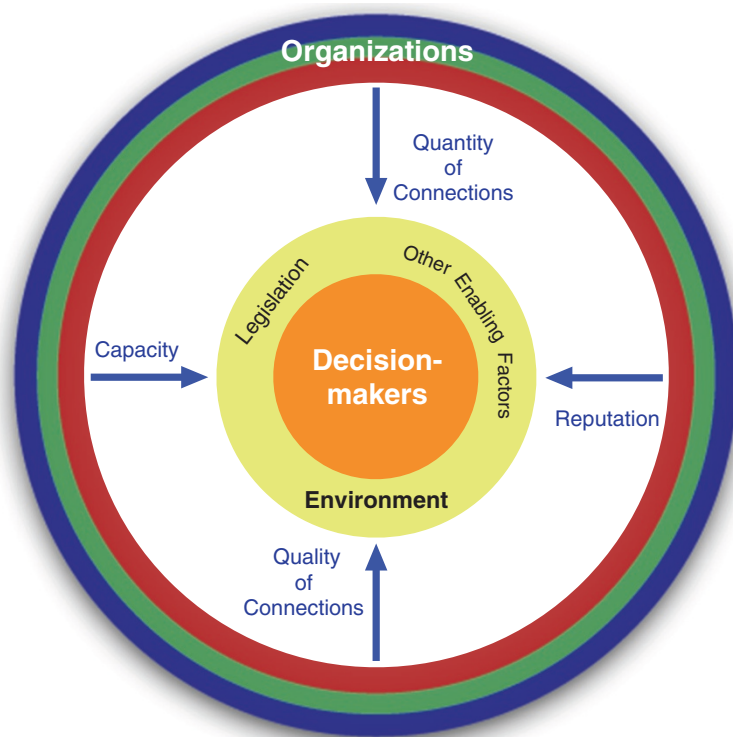 Organizations
Quantity
of
Connections
Legislation
Other Enabling Factors
Capacity
Decision-
makers
Reputation
Environment
Quality
of
Connections